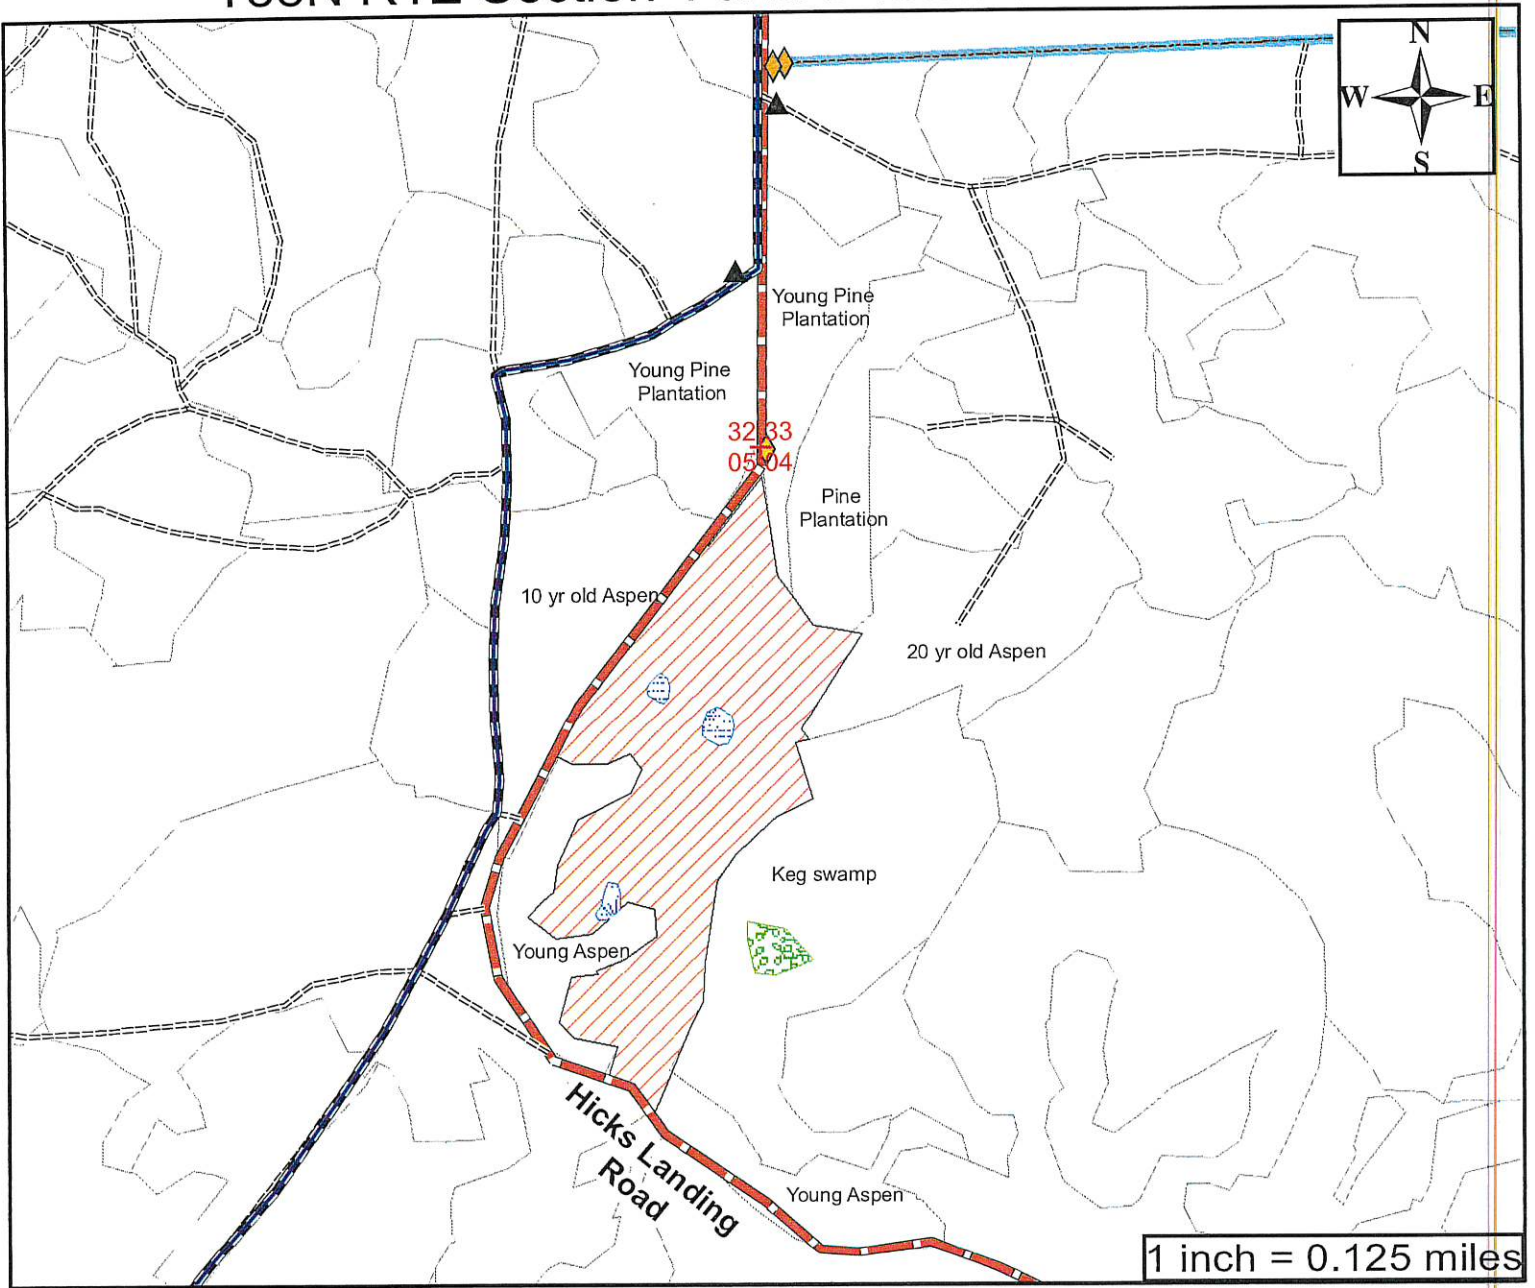 N
W E
S
Young Pine
Plantation
Young Pine
Plantation
32 33
05 04
Pine
Plantation
10 yr old Aspen
20 yr old Aspen
Keg swamp
Young Aspen
Hicks Landing
Road
Young Aspen
1 inch = 0.125 miles